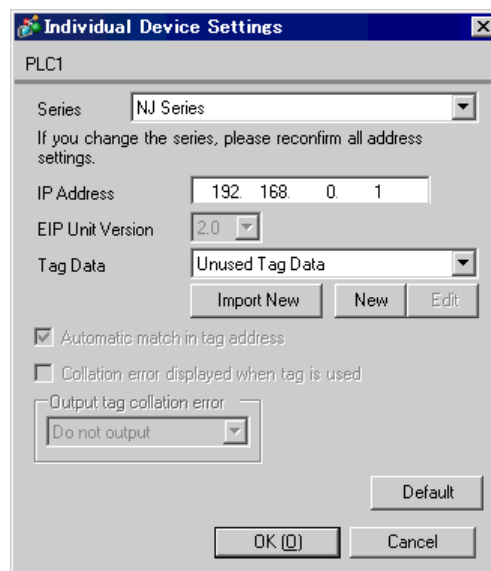 Individual Device Settings
PLC1
Series NJ Series
If you change the series, please reconfirm all address
settings.
IP Address 192. 168. 0. 1
EIP Unit Version 2.0
Tag Data Unused Tag Data
Import New New Edit
Automatic match in tag address
Collation error displayed when tag is used
Output tag collation error
Do not output
Default
OK (O) Cancel